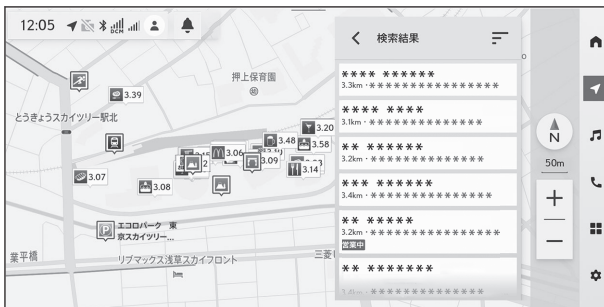 12:05
DCM
検索結果
押上保育園
とうきょうスカイツリー駅北
3.39
3.20
3.48
3.58
3.06
3.09
3.14
3.07
3.08
P
エコロパーク 東
京スカイツリー...
業平橋
リブマックス浅草スカイフロント
三菱
**** ******
3.3km・*****************
**** ****
3.1km・****************
** ******
3.2km・****************
*** ******
3.4km・***************
** *****
3.2km・****************
営業中
** *******
N
50m
+
−